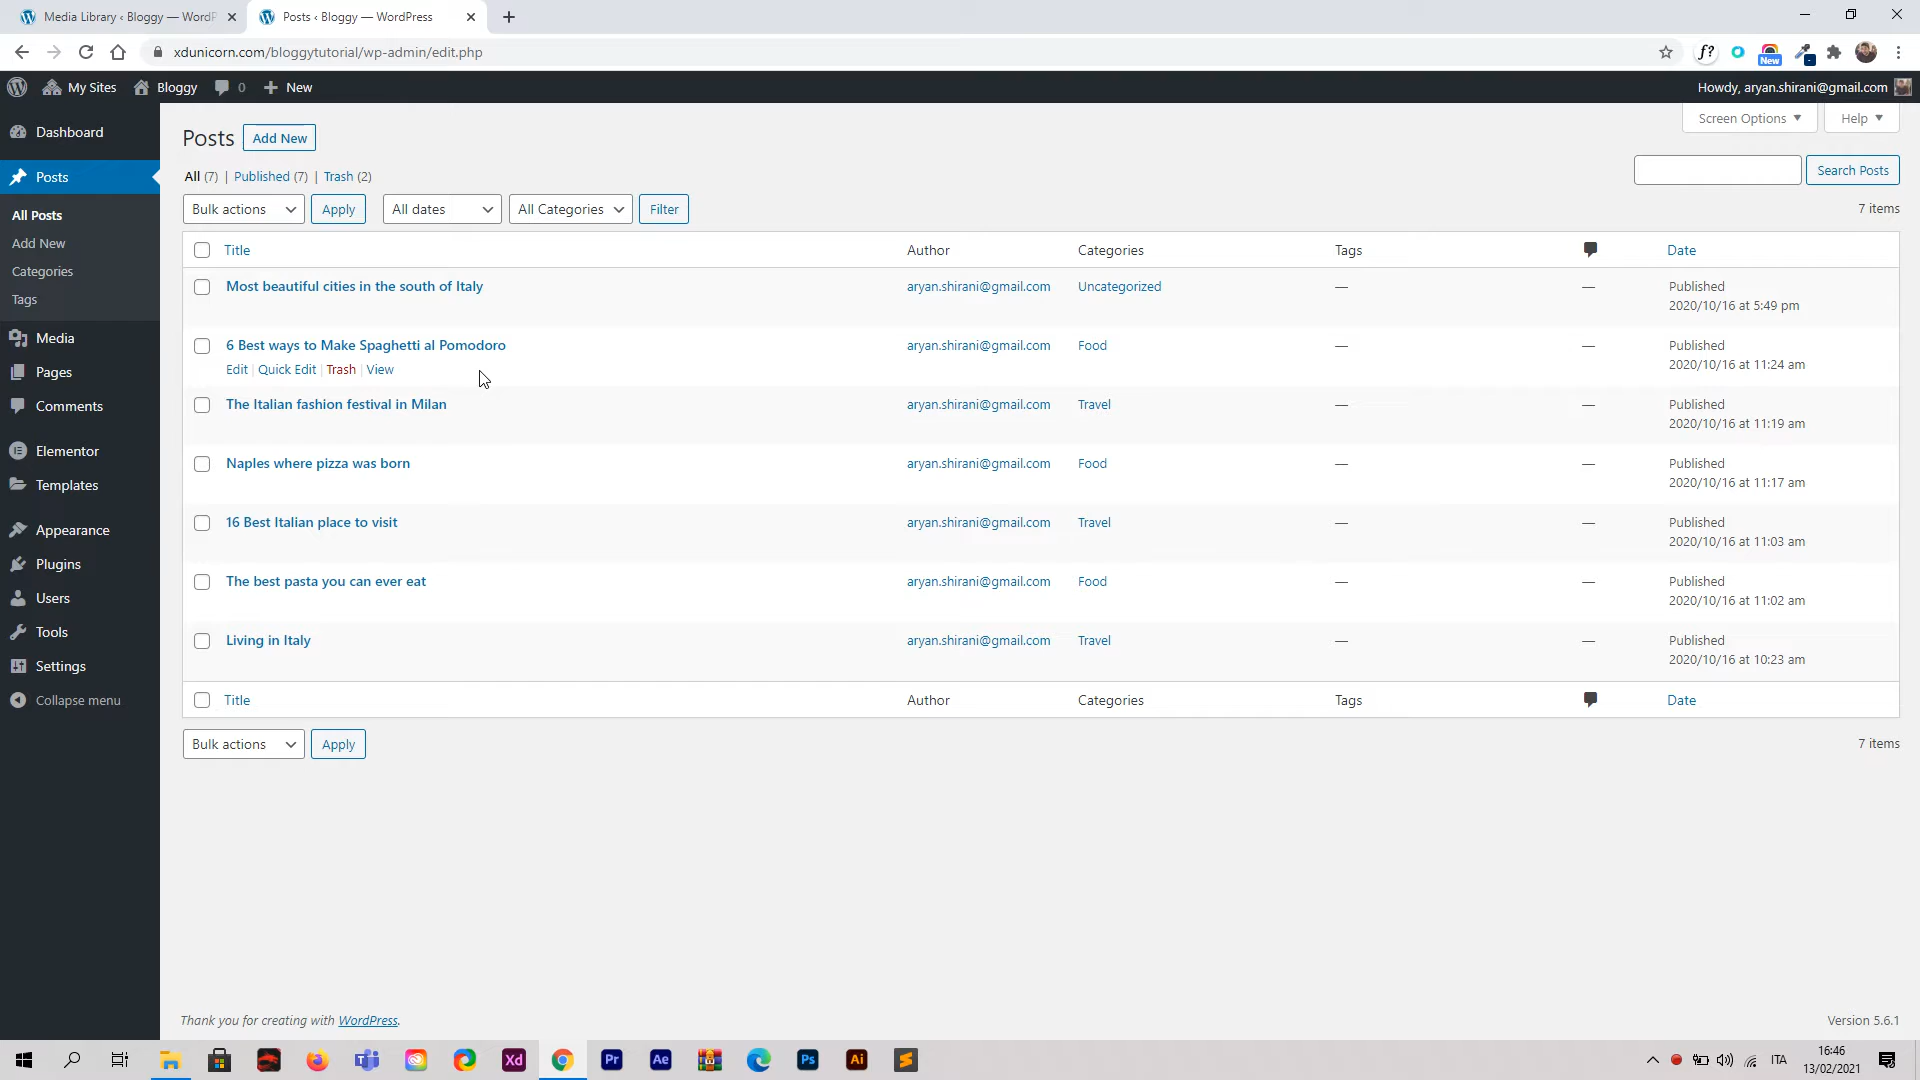 Media Library ‹ Bloggy — WordP
Posts ‹ Bloggy — WordPress
xdunicorn.com/bloggytutorial/wp-admin/edit.php
f?
New
My Sites
Bloggy
0
New
Howdy, aryan.shirani@gmail.com
Dashboard
Posts
All Posts
Add New
Categories
Tags
Media
Pages
Comments
Elementor
Templates
Appearance
Plugins
Users
Tools
Settings
Collapse menu
Screen Options
Help
Posts
Add New
All (7) | Published (7) | Trash (2)
Search Posts
Bulk actions
Apply
All dates
All Categories
Filter
7 items
Title Author Categories Tags Date
Most beautiful cities in the south of Italy aryan.shirani@gmail.com Uncategorized — — Published
2020/10/16 at 5:49 pm
6 Best ways to Make Spaghetti al Pomodoro aryan.shirani@gmail.com Food — — Published
Edit | Quick Edit | Trash | View 2020/10/16 at 11:24 am
The Italian fashion festival in Milan aryan.shirani@gmail.com Travel — — Published
2020/10/16 at 11:19 am
Naples where pizza was born aryan.shirani@gmail.com Food — — Published
2020/10/16 at 11:17 am
16 Best Italian place to visit aryan.shirani@gmail.com Travel — — Published
2020/10/16 at 11:03 am
The best pasta you can ever eat aryan.shirani@gmail.com Food — — Published
2020/10/16 at 11:02 am
Living in Italy aryan.shirani@gmail.com Travel — — Published
2020/10/16 at 10:23 am
Title Author Categories Tags Date
Bulk actions
Apply
7 items
Thank you for creating with WordPress.
Version 5.6.1
Xd
Pr
Ae
Ps
Ai
ITA
16:46
13/02/2021